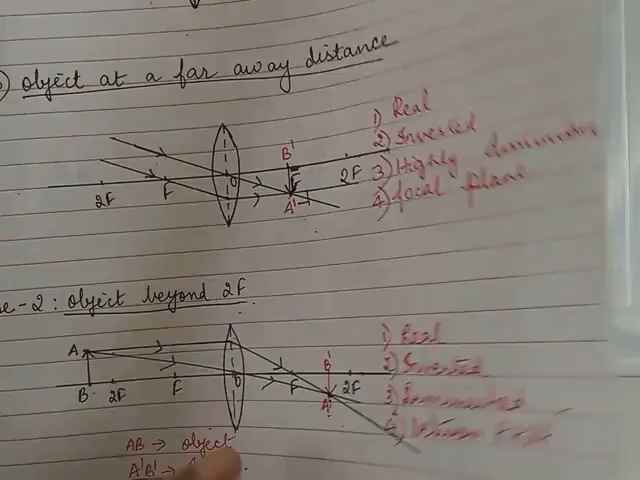 ) object at a far away distance
1) Real
2) Inverted
3) Highly
4) focal plane
B'
2F F O F 2F
A'
e-2: Object beyond 2F.
A
B 2F F O F 2F
B'
A'
1) Real
2)
3)
AB → object
A'B' →